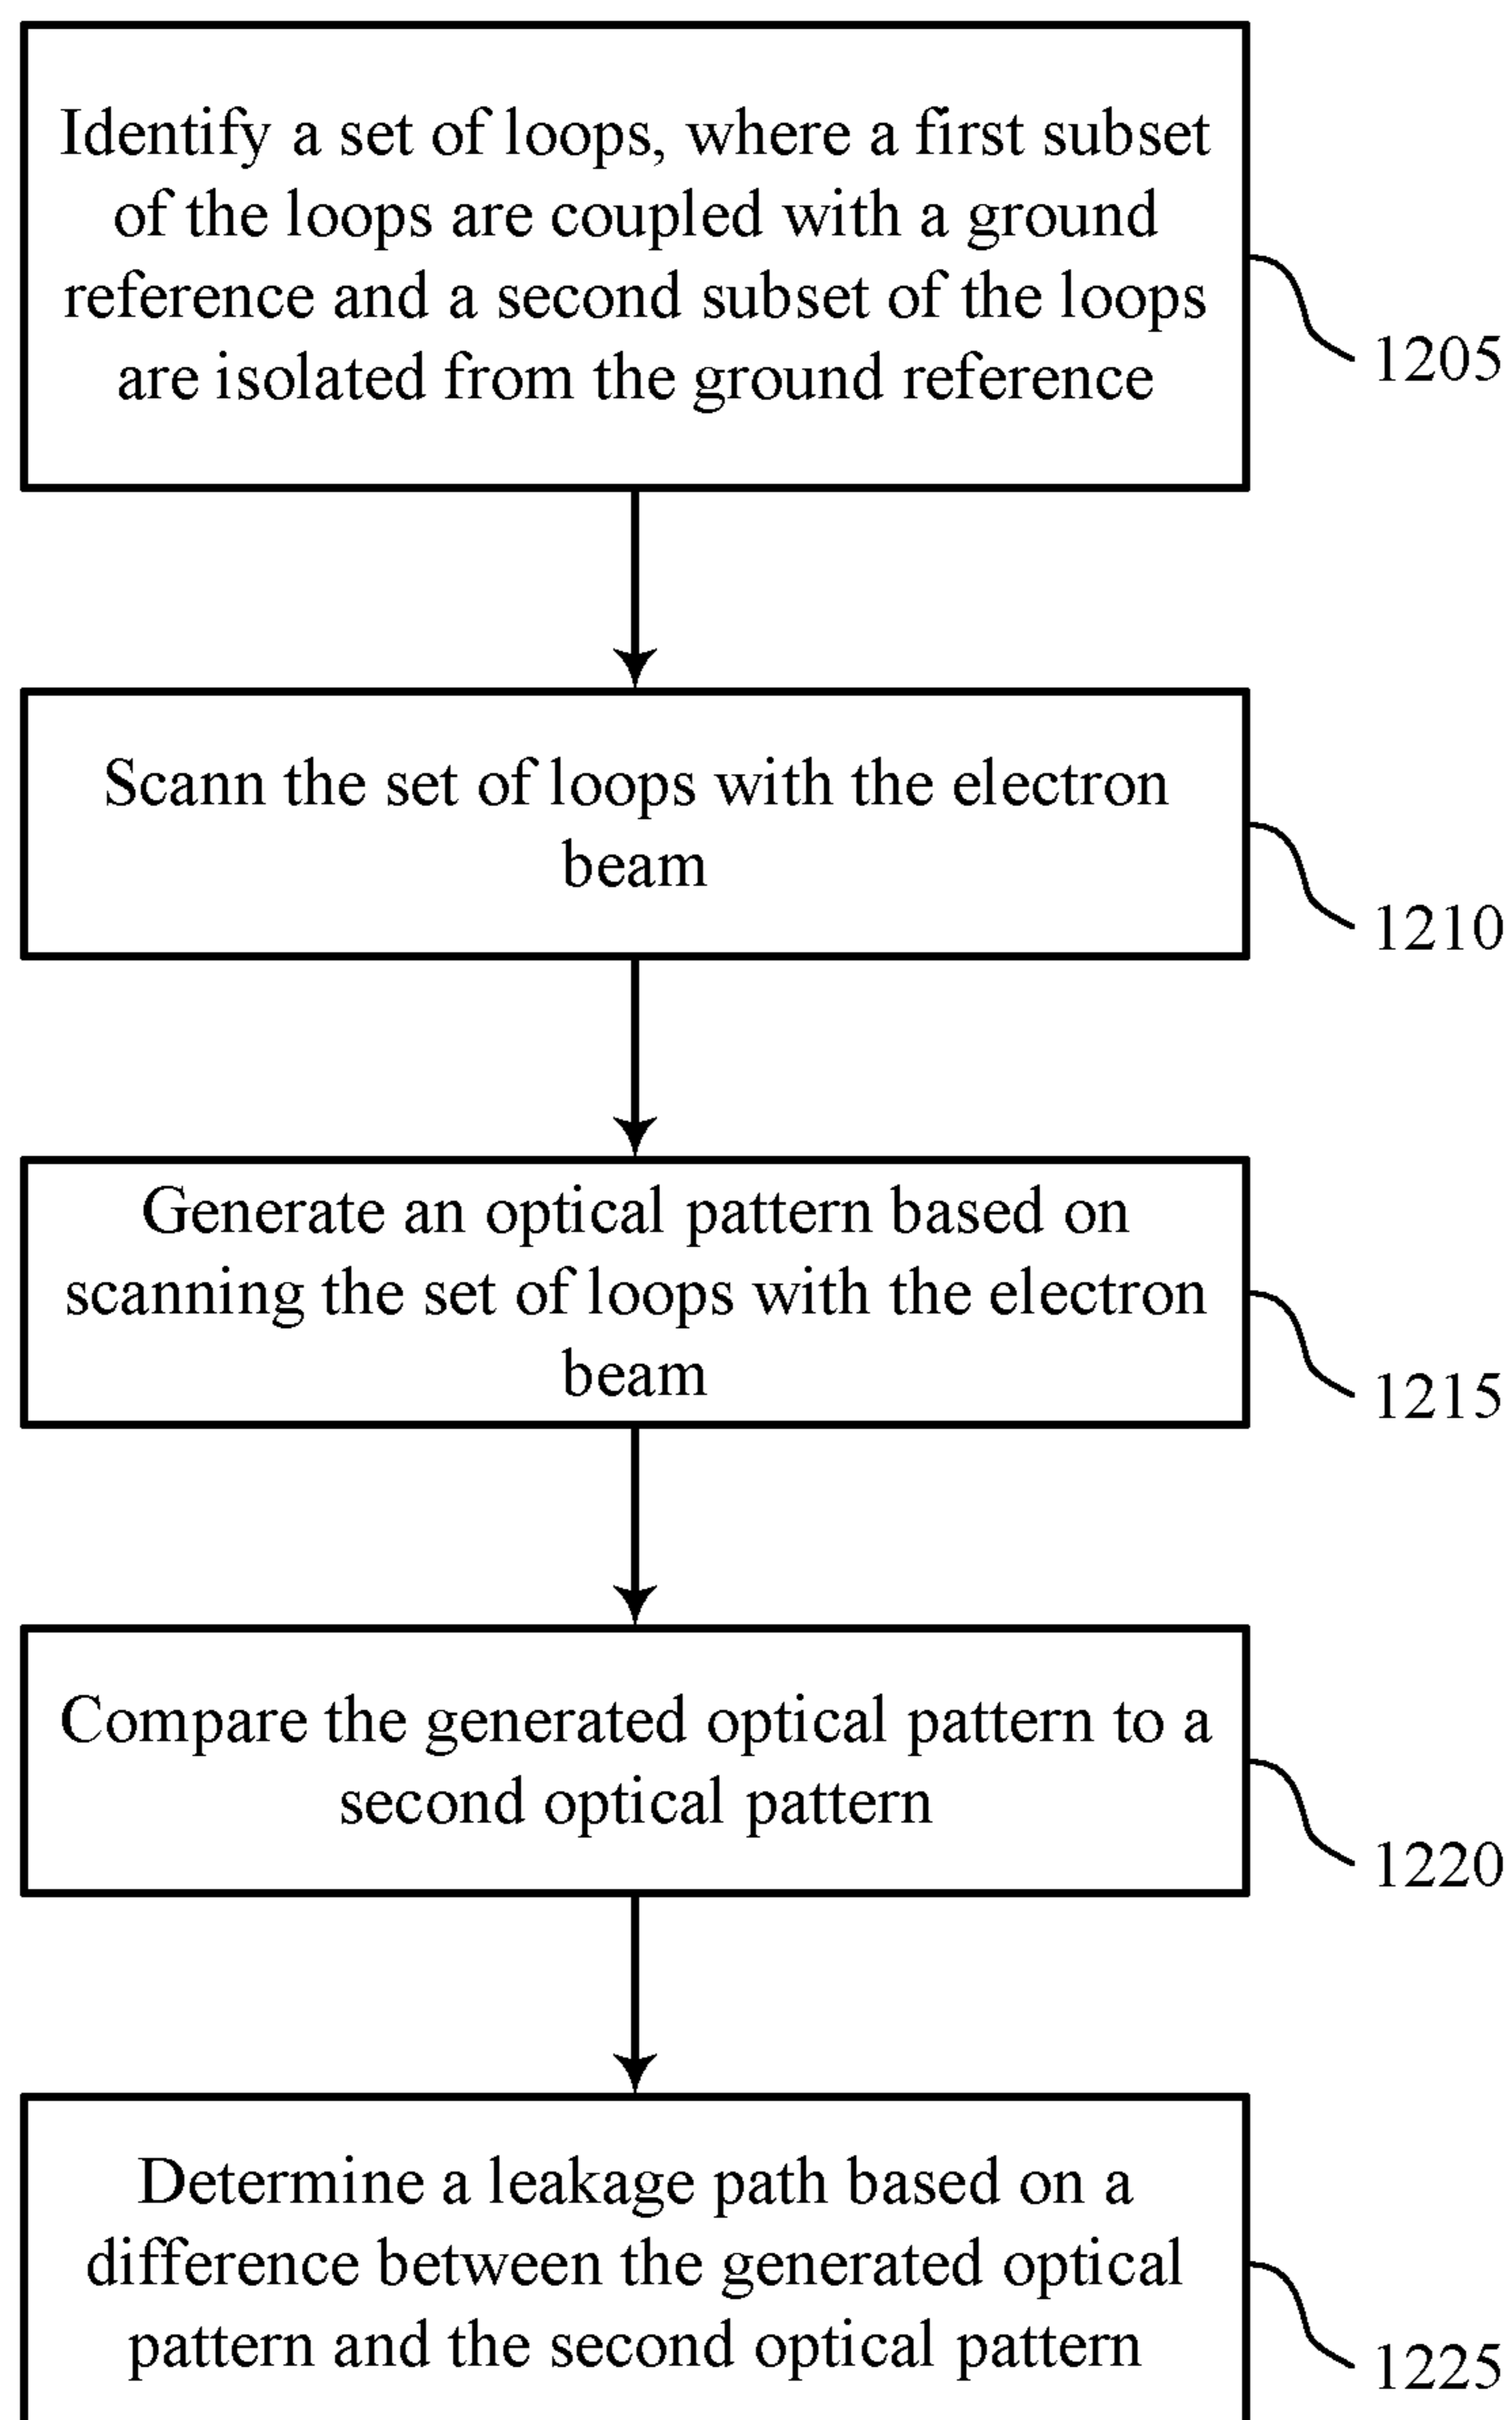 Identify a set of loops, where a first subset
of the loops are coupled with a ground
reference and a second subset of the loops
are isolated from the ground reference
1205
Scann the set of loops with the electron
beam
1210
Generate an optical pattern based on
scanning the set of loops with the electron
beam
1215
Compare the generated optical pattern to a
second optical pattern
1220
Determine a leakage path based on a
difference between the generated optical
pattern and the second optical pattern
1225